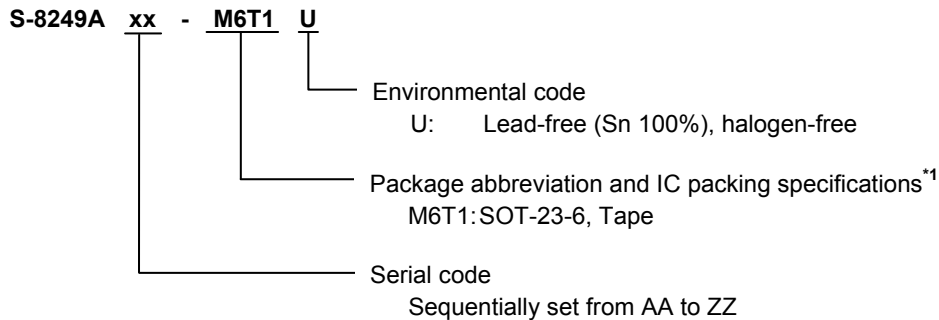 S-8249A xx - M6T1 U
Environmental code
U: Lead-free (Sn 100%), halogen-free
Package abbreviation and IC packing specifications*1
M6T1: SOT-23-6, Tape
Serial code
Sequentially set from AA to ZZ